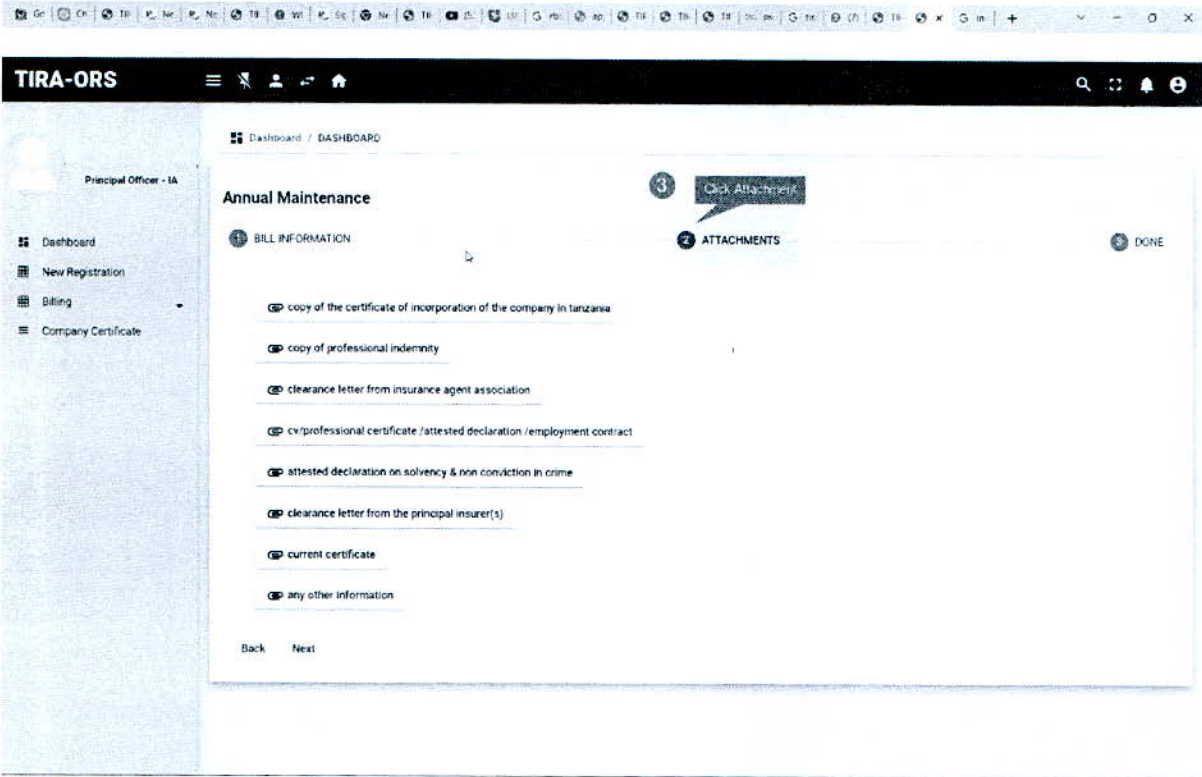 TIRA-ORS
Dashboard / DASHBOARD
Principal Officer - IA
Annual Maintenance
3 Click Attachment
1 BILL INFORMATION
2 ATTACHMENTS
3 DONE
Dashboard
New Registration
Billing
Company Certificate
copy of the certificate of incorporation of the company in tanzania
copy of professional indemnity
clearance letter from insurance agent association
cv/professional certificate /attested declaration /employment contract
attested declaration on solvency & non conviction in crime
clearance letter from the principal insurer(s)
current certificate
any other information
Back Next